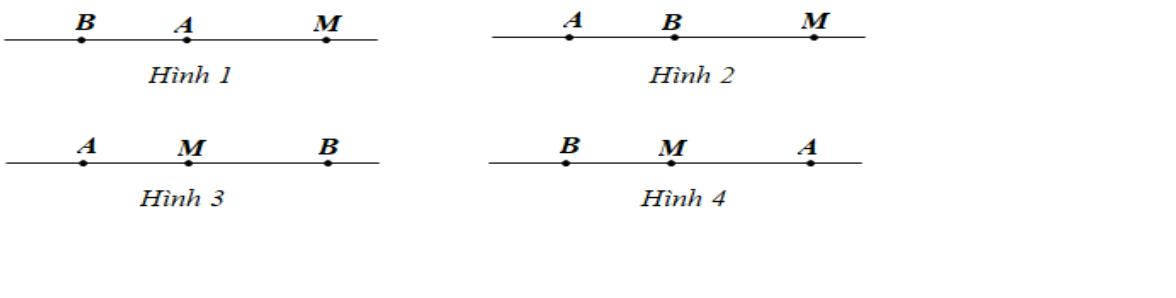 B A M
A B M
Hình 1
Hình 2
A M B
B M A
Hình 3
Hình 4